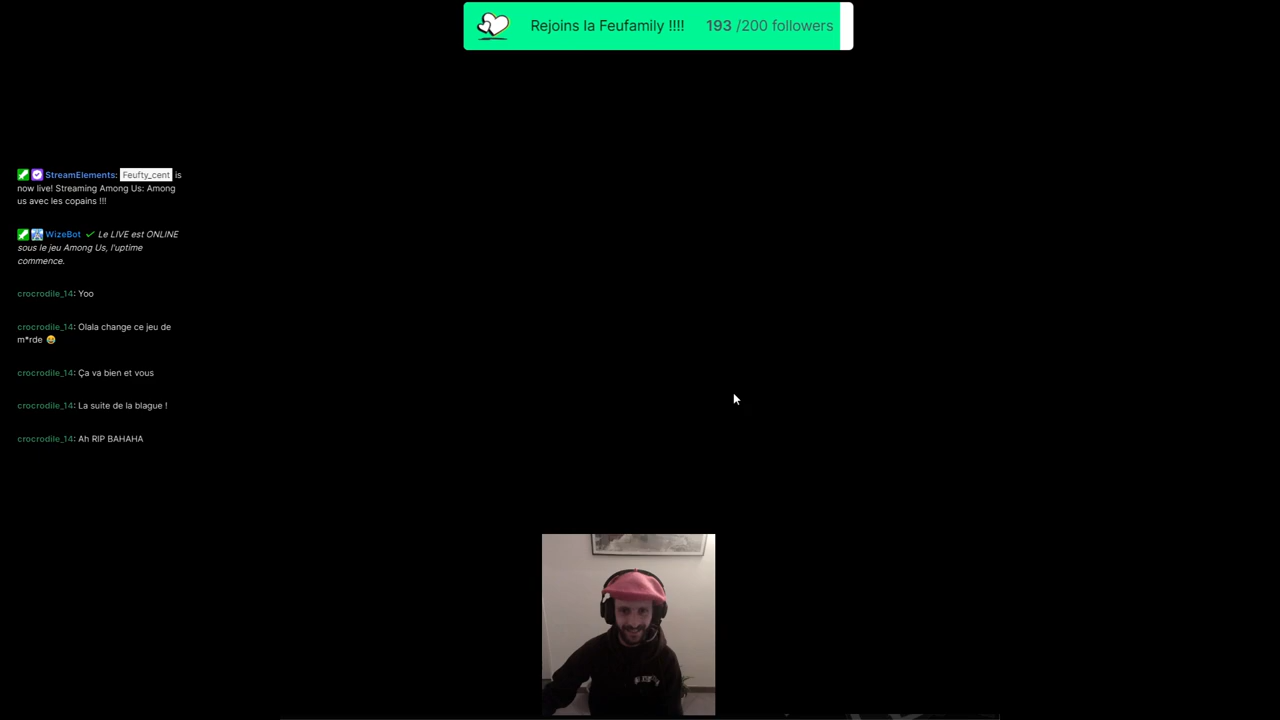 Rejoins la Feufamily !!!! 193 /200 followers
StreamElements: Feufty_cent is
now live! Streaming Among Us: Among
us avec les copains !!!
WizeBot Le LIVE est ONLINE
sous le jeu Among Us, l'uptime
commence.
crocrodile_14: Yoo
crocrodile_14: Olala change ce jeu de
m*rde
crocrodile_14: Ça va bien et vous
crocrodile_14: La suite de la blague !
crocrodile_14: Ah RIP BAHAHA